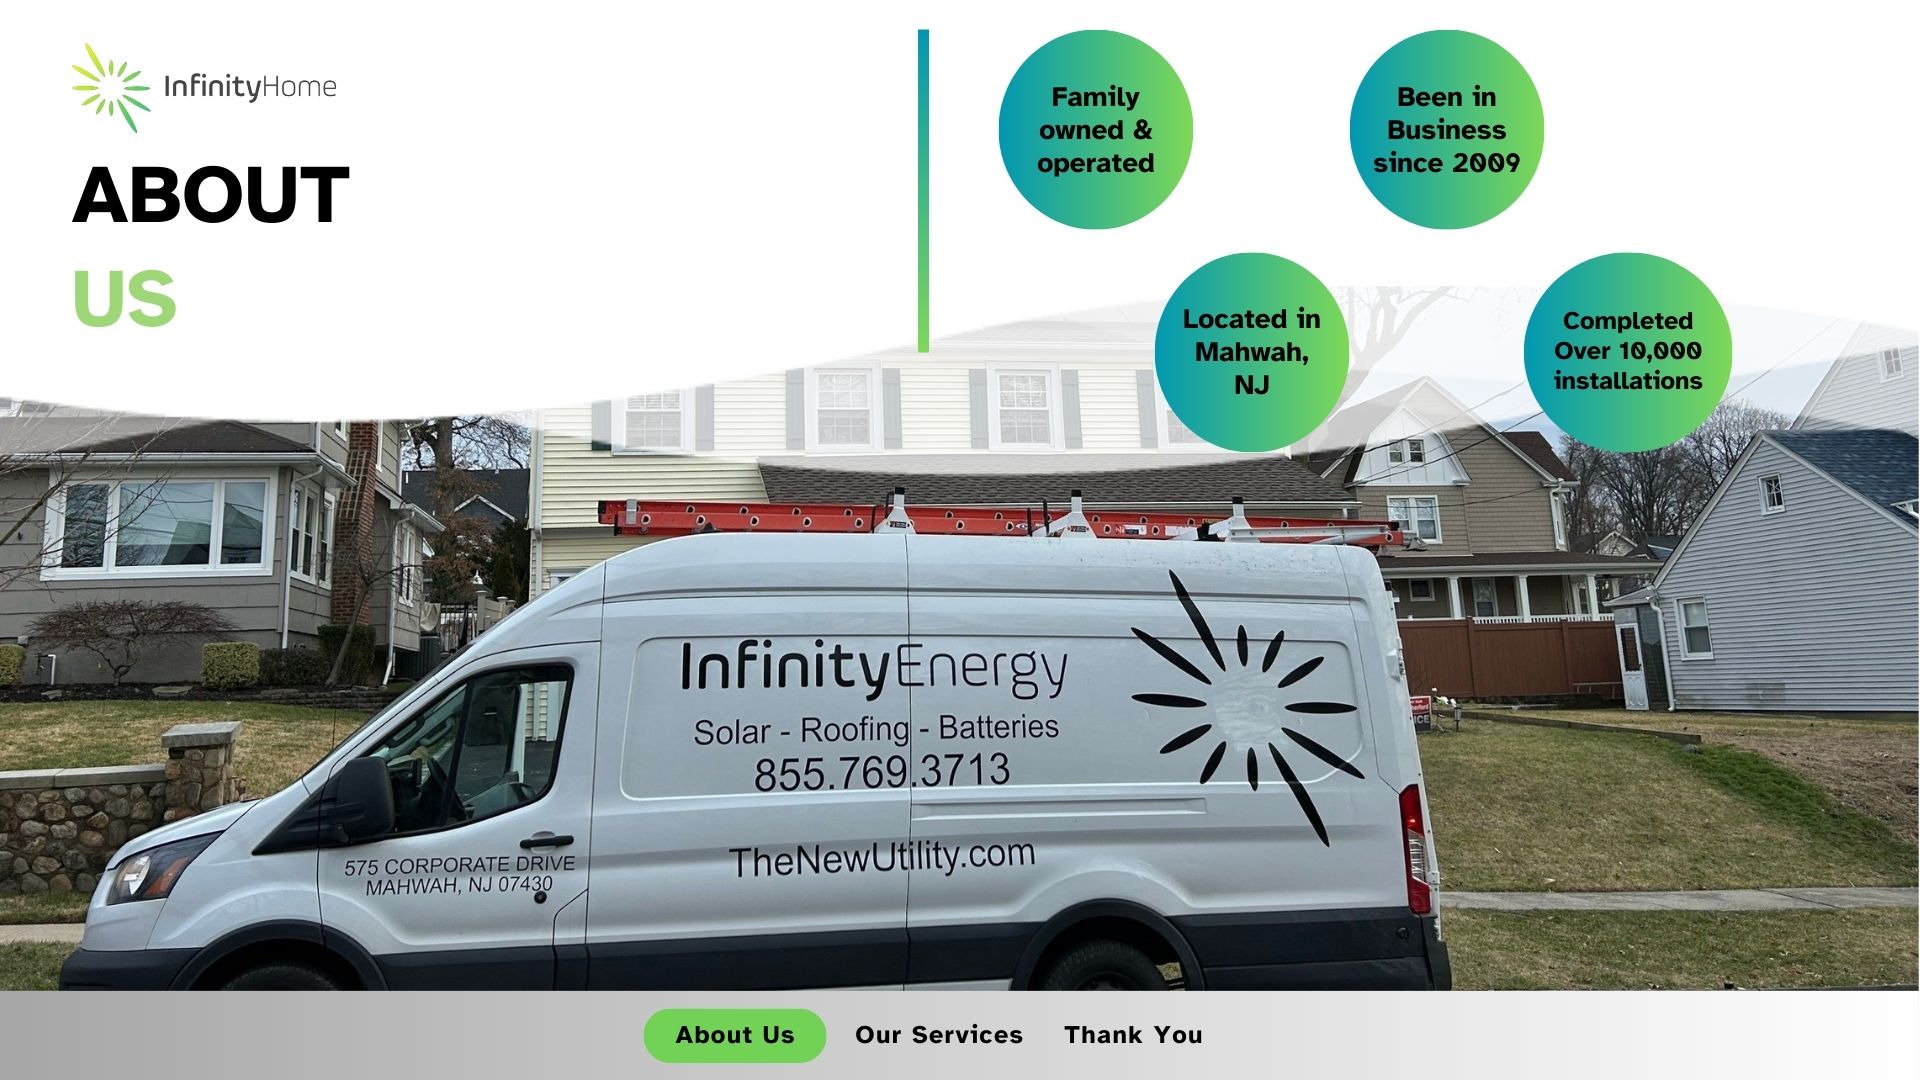 InfinityHome
ABOUT
US
Family
owned &
operated
Been in
Business
since 2009
Located in
Mahwah,
NJ
Completed
Over 10,000
installations
InfinityEnergy
Solar - Roofing - Batteries
855.769.3713
TheNewUtility.com
575 CORPORATE DRIVE
MAHWAH, NJ 07430
About Us
Our Services
Thank You